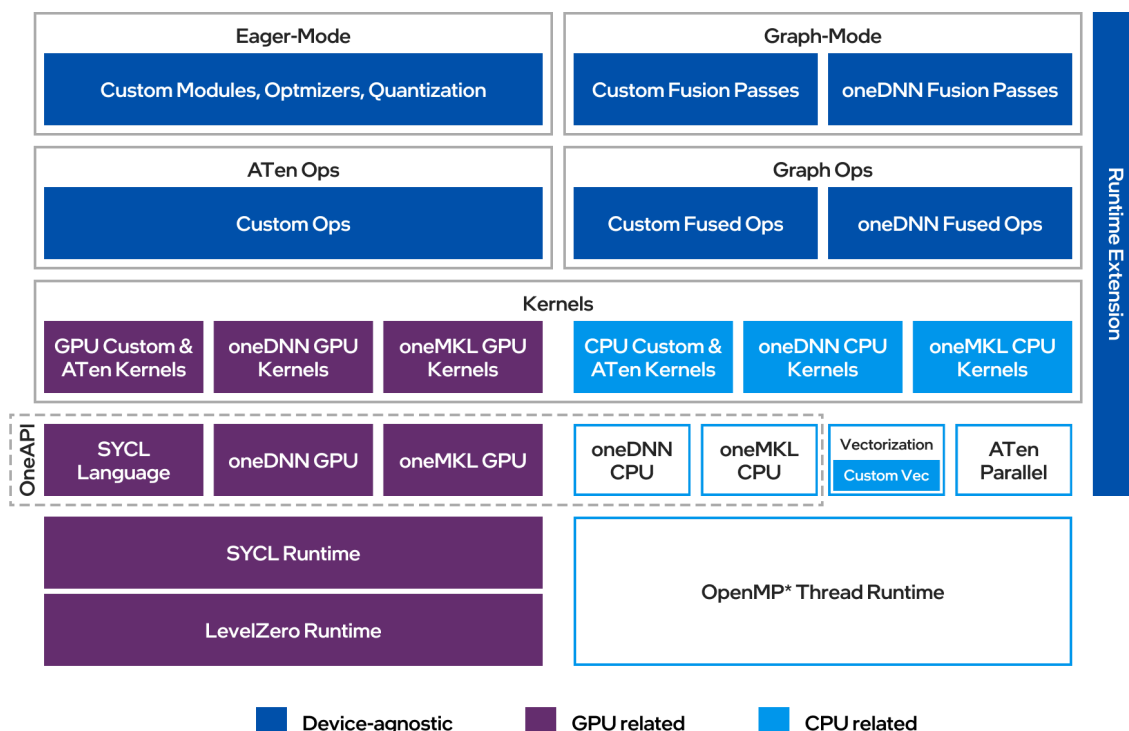 Eager-Mode
Custom Modules, Optmizers, Quantization
Graph-Mode
Custom Fusion Passes
oneDNN Fusion Passes
ATen Ops
Custom Ops
Graph Ops
Custom Fused Ops
oneDNN Fused Ops
Runtime Extension
Kernels
GPU Custom &
ATen Kernels
oneDNN GPU
Kernels
oneMKL GPU
Kernels
CPU Custom &
ATen Kernels
oneDNN CPU
Kernels
oneMKL CPU
Kernels
OneAPI
SYCL
Language
oneDNN GPU
oneMKL GPU
oneDNN
CPU
oneMKL
CPU
Vectorization
Custom Vec
ATen
Parallel
SYCL Runtime
LevelZero Runtime
OpenMP* Thread Runtime
Device-agnostic
GPU related
CPU related